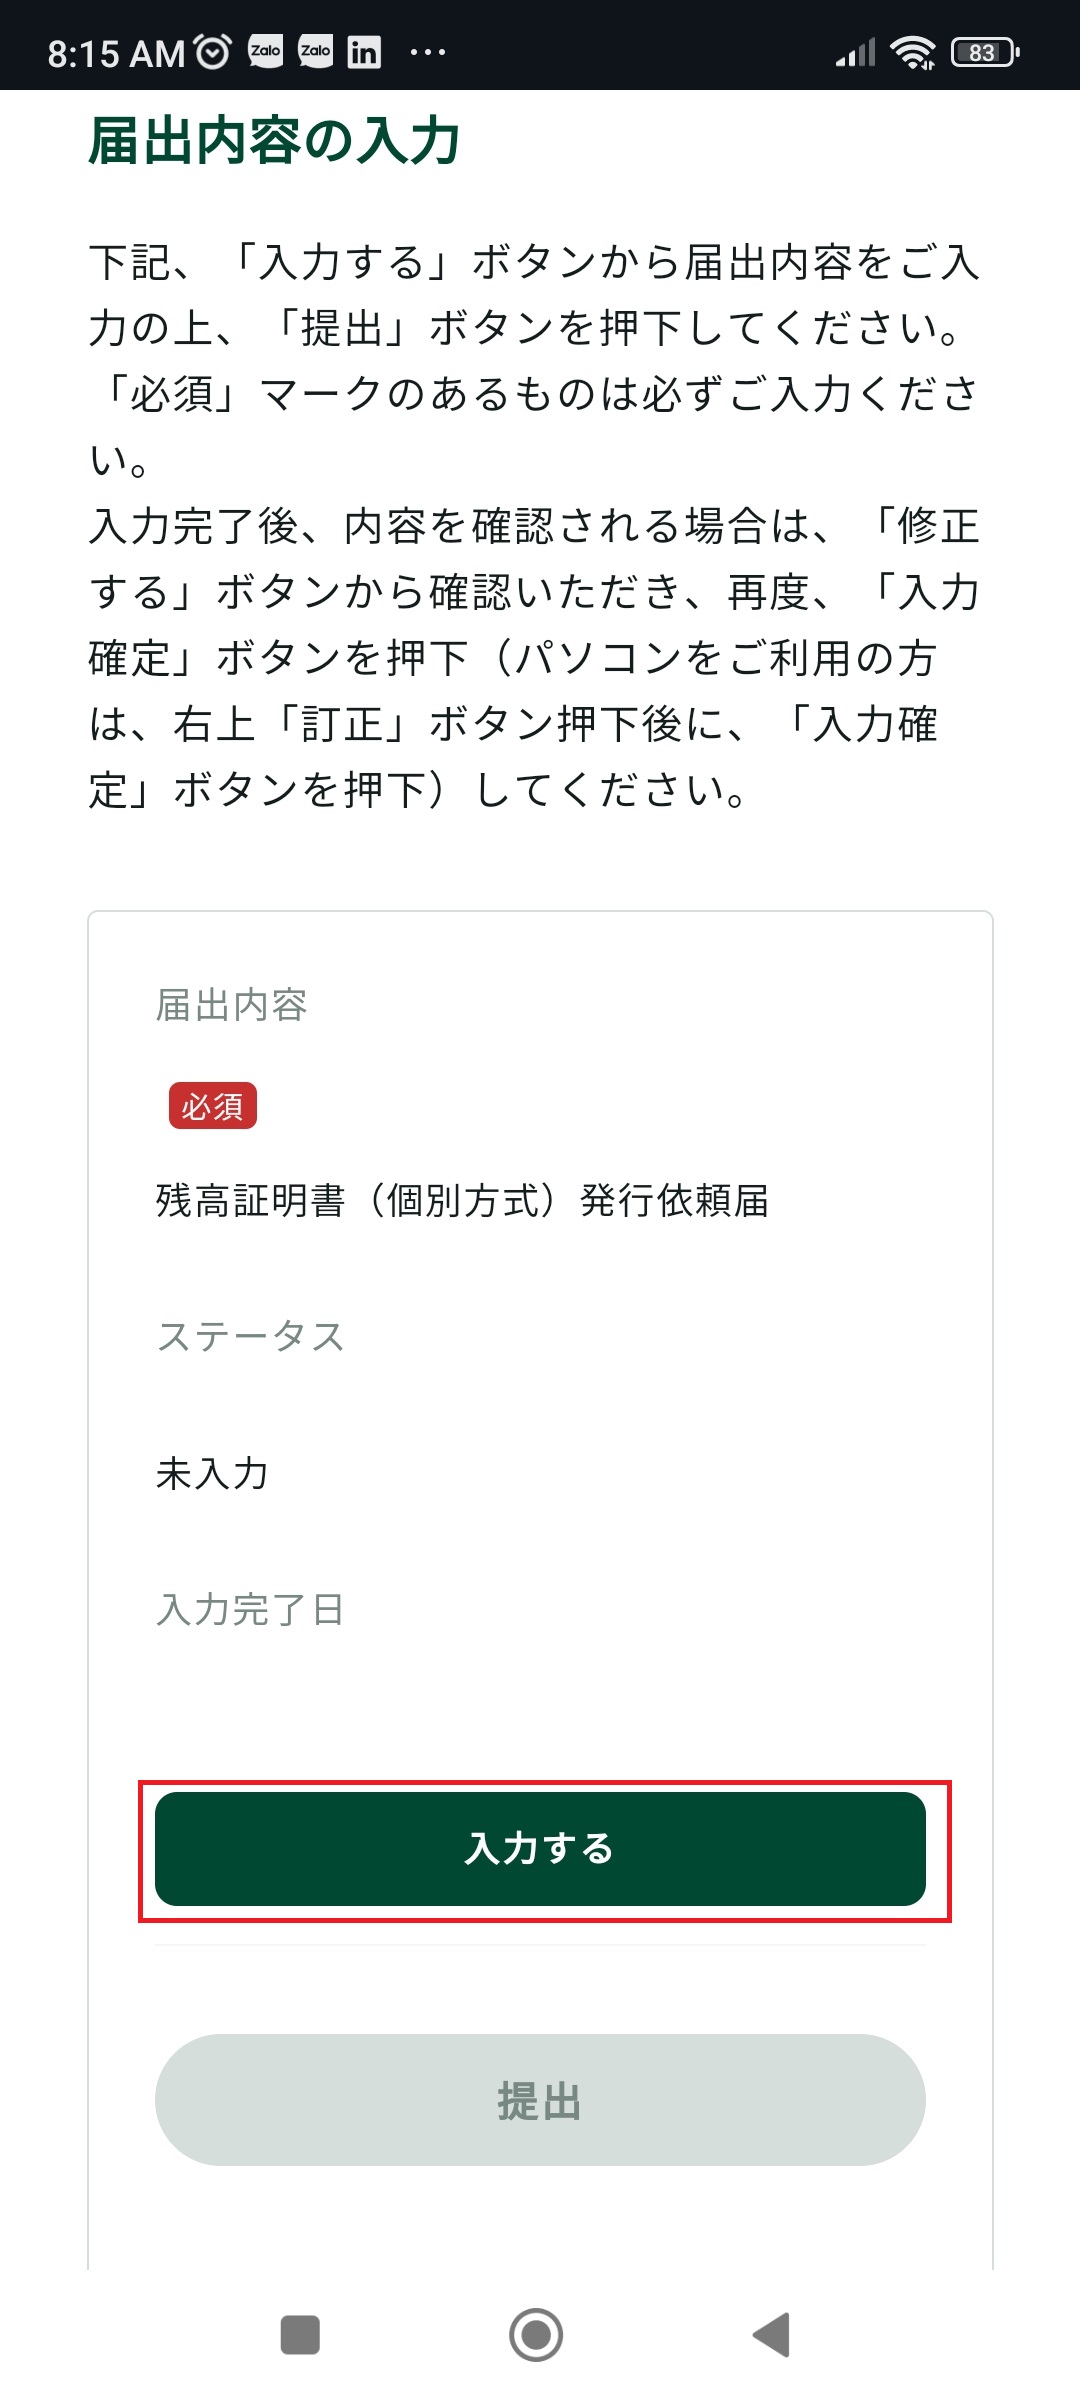 8:15 AM Zalo Zalo in ... 83
届出内容の入力
下記、「入力する」ボタンから届出内容をご入
力の上、「提出」ボタンを押下してください。
「必須」マークのあるものは必ずご入力くださ
い。
入力完了後、内容を確認される場合は、「修正
する」ボタンから確認いただき、再度、「入力
確定」ボタンを押下（パソコンをご利用の方
は、右上「訂正」ボタン押下後に、「入力確
定」ボタンを押下）してください。
届出内容
必須
残高証明書（個別方式）発行依頼届
ステータス
未入力
入力完了日
入力する
提出